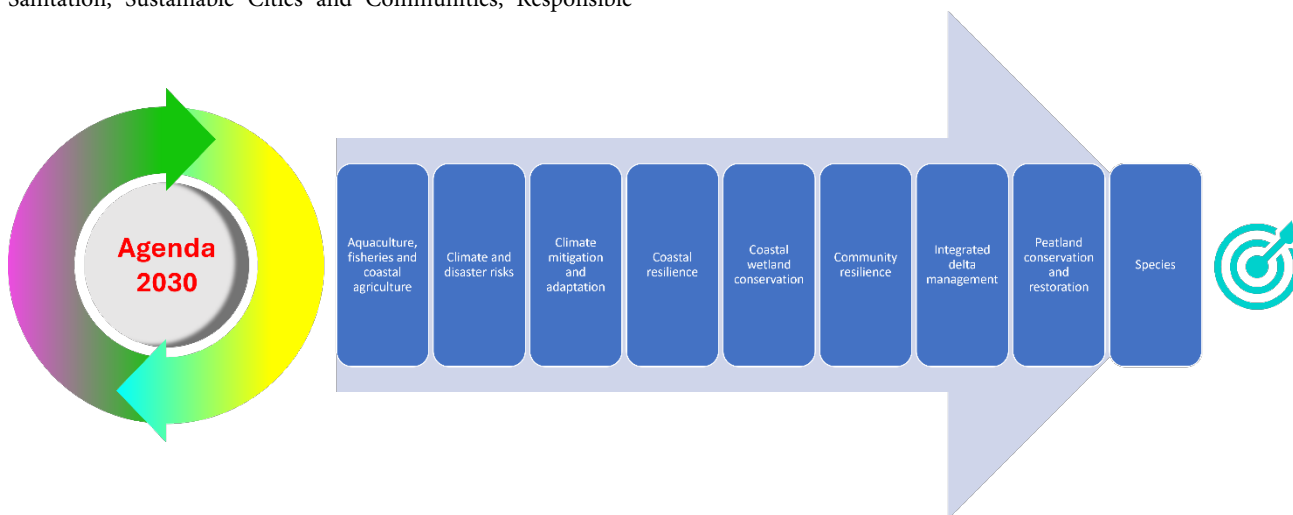 Sanitation, Sustainable Cities and Communities, Responsible
Agenda
2030
Aquaculture,
fisheries and
coastal
agriculture
Climate and
disaster risks
Climate
mitigation
and
adaptation
Coastal
resilience
Coastal
wetland
conservation
Community
resilience
Integrated
delta
management
Peatland
conservation
and
restoration
Species